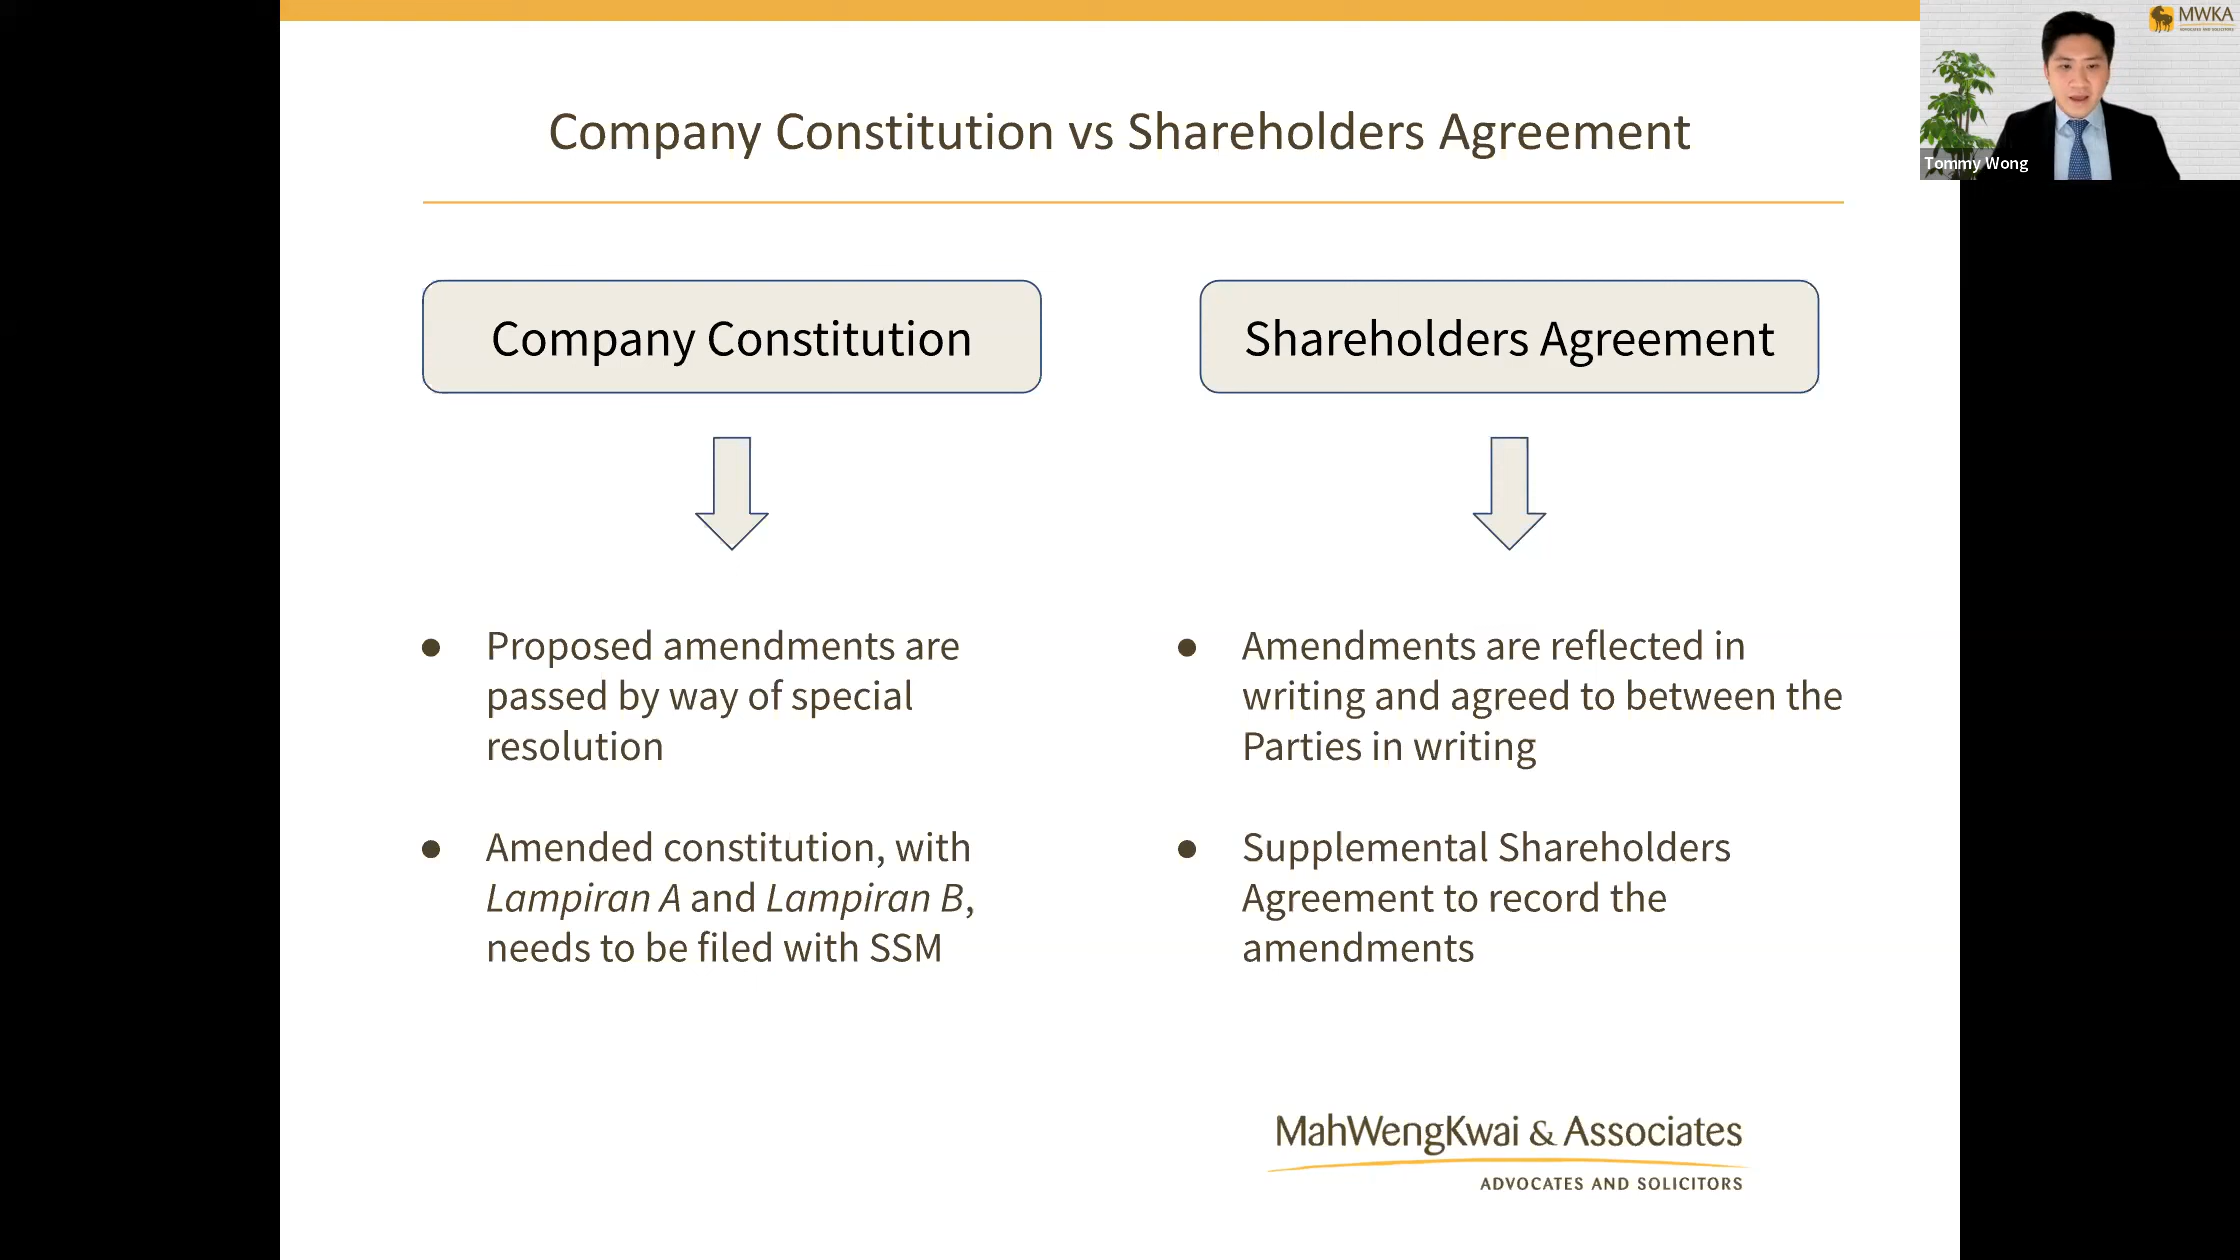 Company Constitution vs Shareholders Agreement
MWKA
ADVOCATES AND SOLICITORS
Tommy Wong
Company Constitution
Shareholders Agreement
● Proposed amendments are
passed by way of special
resolution
● Amended constitution, with
Lampiran A and Lampiran B,
needs to be filed with SSM
● Amendments are reflected in
writing and agreed to between the
Parties in writing
● Supplemental Shareholders
Agreement to record the
amendments
MahWengKwai & Associates
ADVOCATES AND SOLICITORS